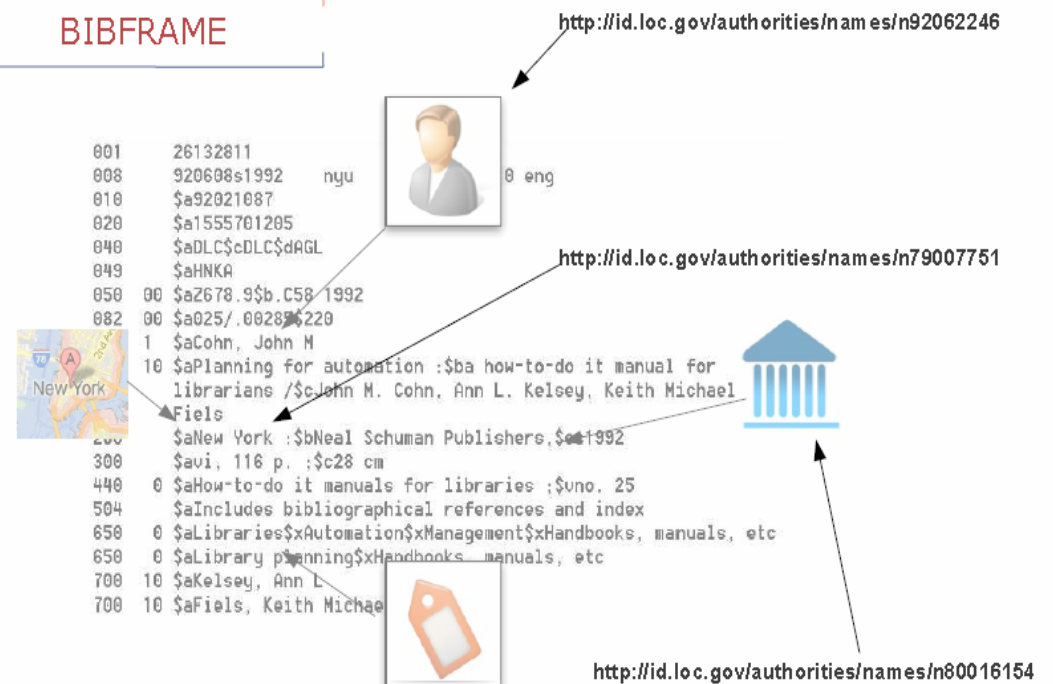 BIBFRAME
http://id.loc.gov/authorities/names/n92062246
001 26132811
008 920608s1992 nyu 0 eng
010 $a92021087
020 $a1555701205
040 $aDLC$cDLC$dAGL
049 $aHNKA
050 00 $aZ678.9$b.C58 1992
http://id.loc.gov/authorities/names/n79007751
082 00 $a025/.0028 $220
1 $aCohn, John M
10 $aPlanning for automation :$ba how-to-do it manual for
librarians /$cJohn M. Cohn, Ann L. Kelsey, Keith Michael
Fiels
78
A
2nd Av
New York
$aNew York :$bNeal Schuman Publishers,$c 1992
300 $avi, 116 p. ;$c28 cm
440 0 $aHow-to-do it manuals for libraries ;$vno. 25
504 $aIncludes bibliographical references and index
650 0 $aLibraries$xAutomation$xManagement$xHandbooks, manuals, etc
650 0 $aLibrary planning$xHandbooks, manuals, etc
700 10 $aKelsey, Ann L
700 10 $aFiels, Keith Michae
http://id.loc.gov/authorities/names/n80016154